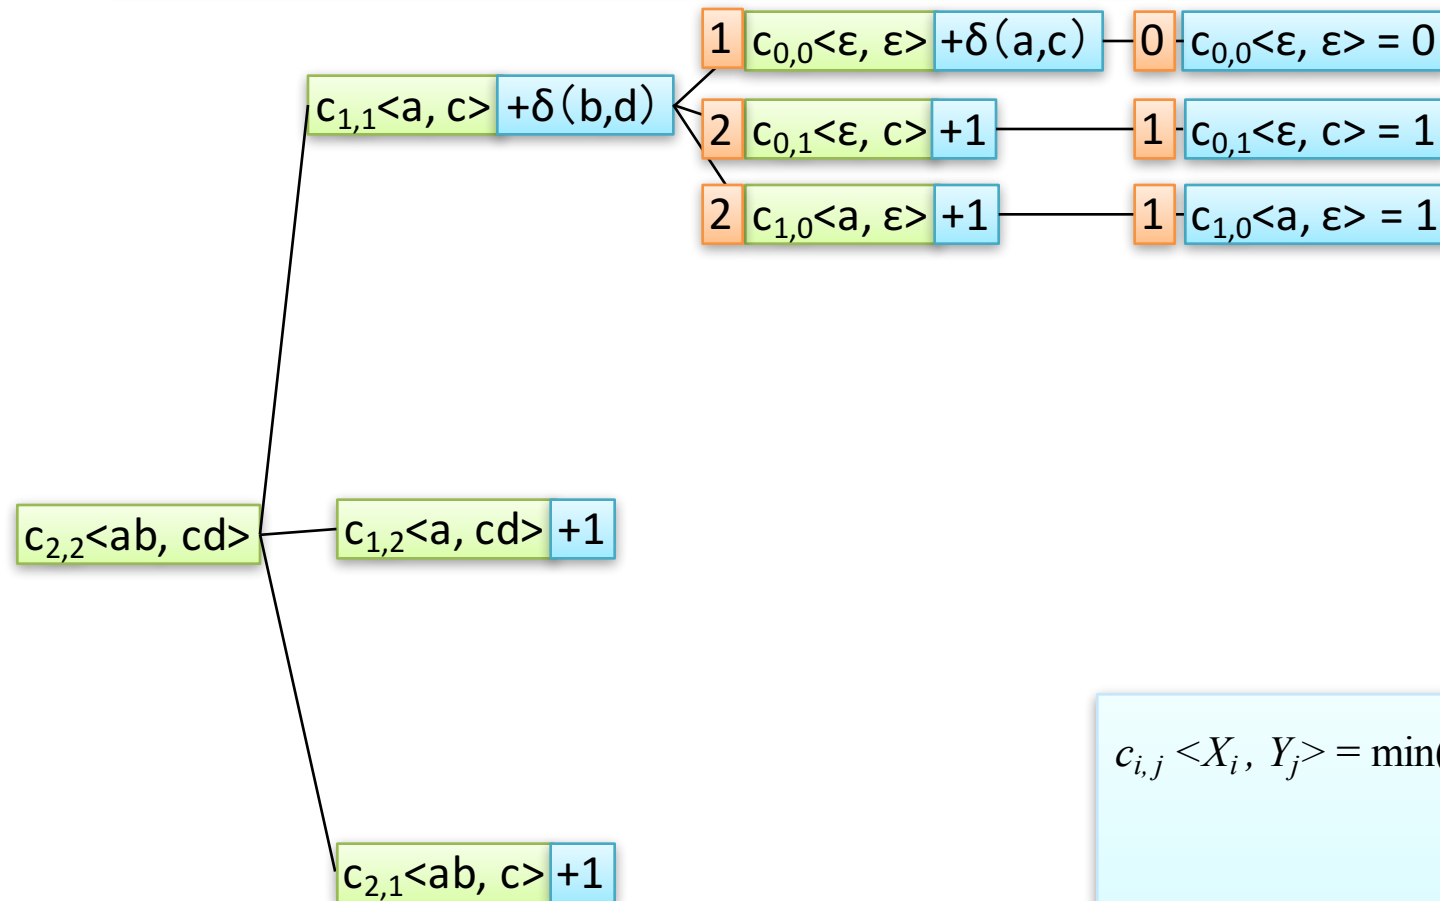 1 c0,0<ε, ε> +δ(a,c) 0 c0,0<ε, ε> = 0
c1,1<a, c> +δ(b,d)
2 c0,1<ε, c> +1 1 c0,1<ε, c> = 1
2 c1,0<a, ε> +1 1 c1,0<a, ε> = 1
c2,2<ab, cd> c1,2<a, cd> +1
ci,j <Xi, Yj> = min(
c2,1<ab, c> +1